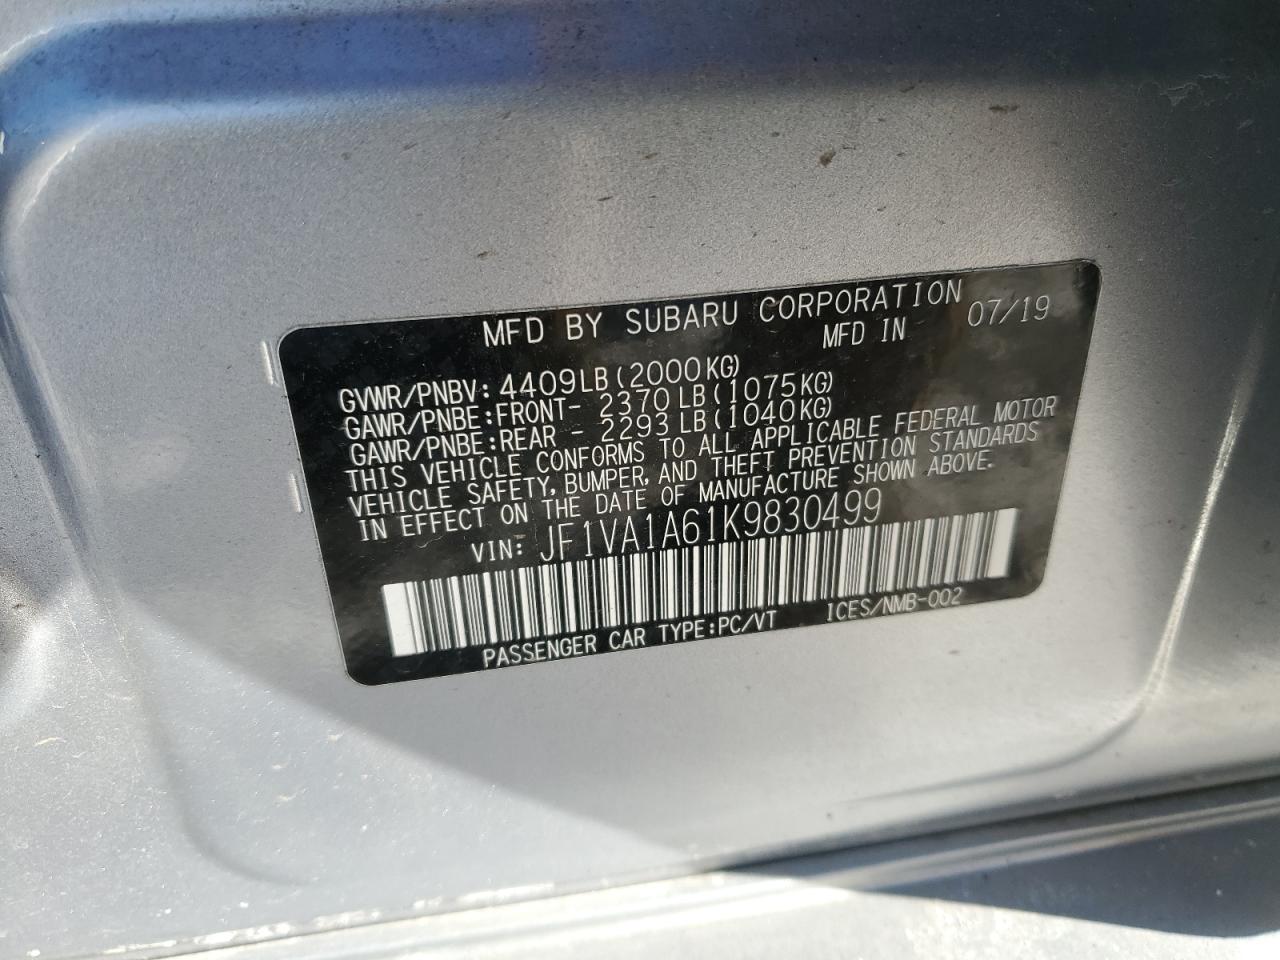 MFD BY SUBARU CORPORATION
MFD IN 07/19
GVWR/PNBV: 4409LB(2000KG)
GAWR/PNBE:FRONT- 2370LB(1075KG)
GAWR/PNBE:REAR - 2293LB(1040KG)
THIS VEHICLE CONFORMS TO ALL APPLICABLE FEDERAL MOTOR
VEHICLE SAFETY, BUMPER, AND THEFT PREVENTION STANDARDS
IN EFFECT ON THE DATE OF MANUFACTURE SHOWN ABOVE.
VIN: JF1VA1A61K9830499
PASSENGER CAR TYPE:PC/VT ICES/NMB-002